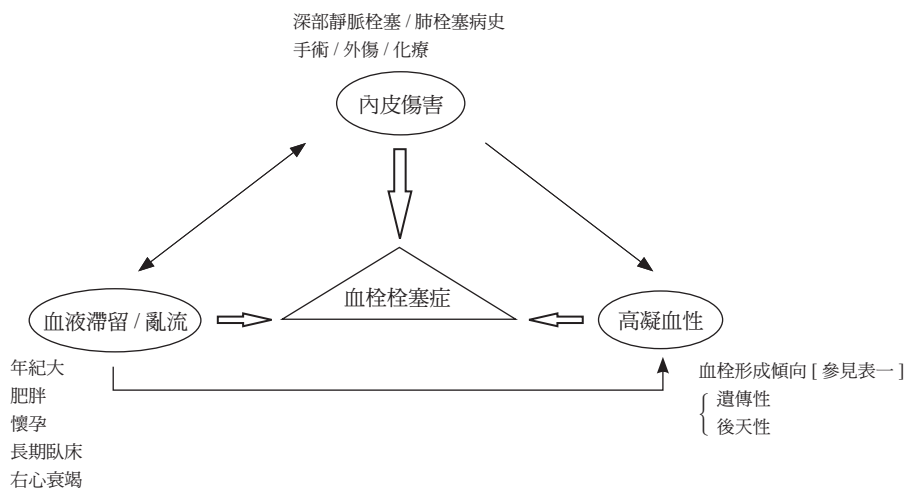 深部靜脈栓塞 / 肺栓塞病史
手術 / 外傷 / 化療
內皮傷害
血栓栓塞症
血液滯留 / 亂流
高凝血性
年紀大
肥胖
懷孕
長期臥床
右心衰竭
血栓形成傾向 [ 參見表一 ]
遺傳性
後天性